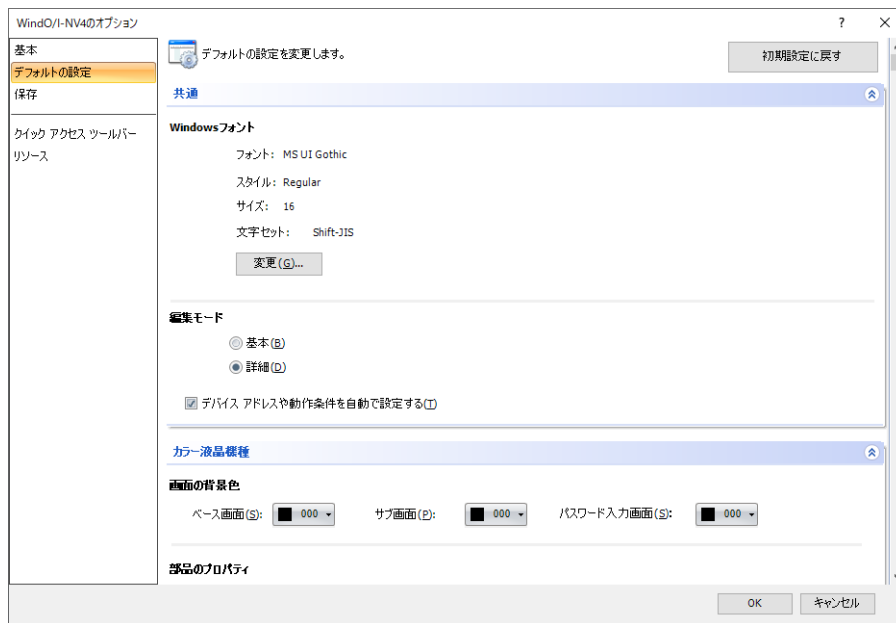 WindO/I-NV4のオプション
?
基本
デフォルトの設定
保存
クイック アクセス ツールバー
リソース
デフォルトの設定を変更します。
初期設定に戻す
共通
Windowsフォント
フォント: MS UI Gothic
スタイル: Regular
サイズ: 16
文字セット: Shift-JIS
変更(G)...
編集モード
基本(B)
詳細(D)
デバイス アドレスや動作条件を自動で設定する(T)
カラー液晶機種
画面の背景色
ベース画面(S): 000 サブ画面(P): 000 パスワード入力画面(S): 000
部品のプロパティ
OK キャンセル